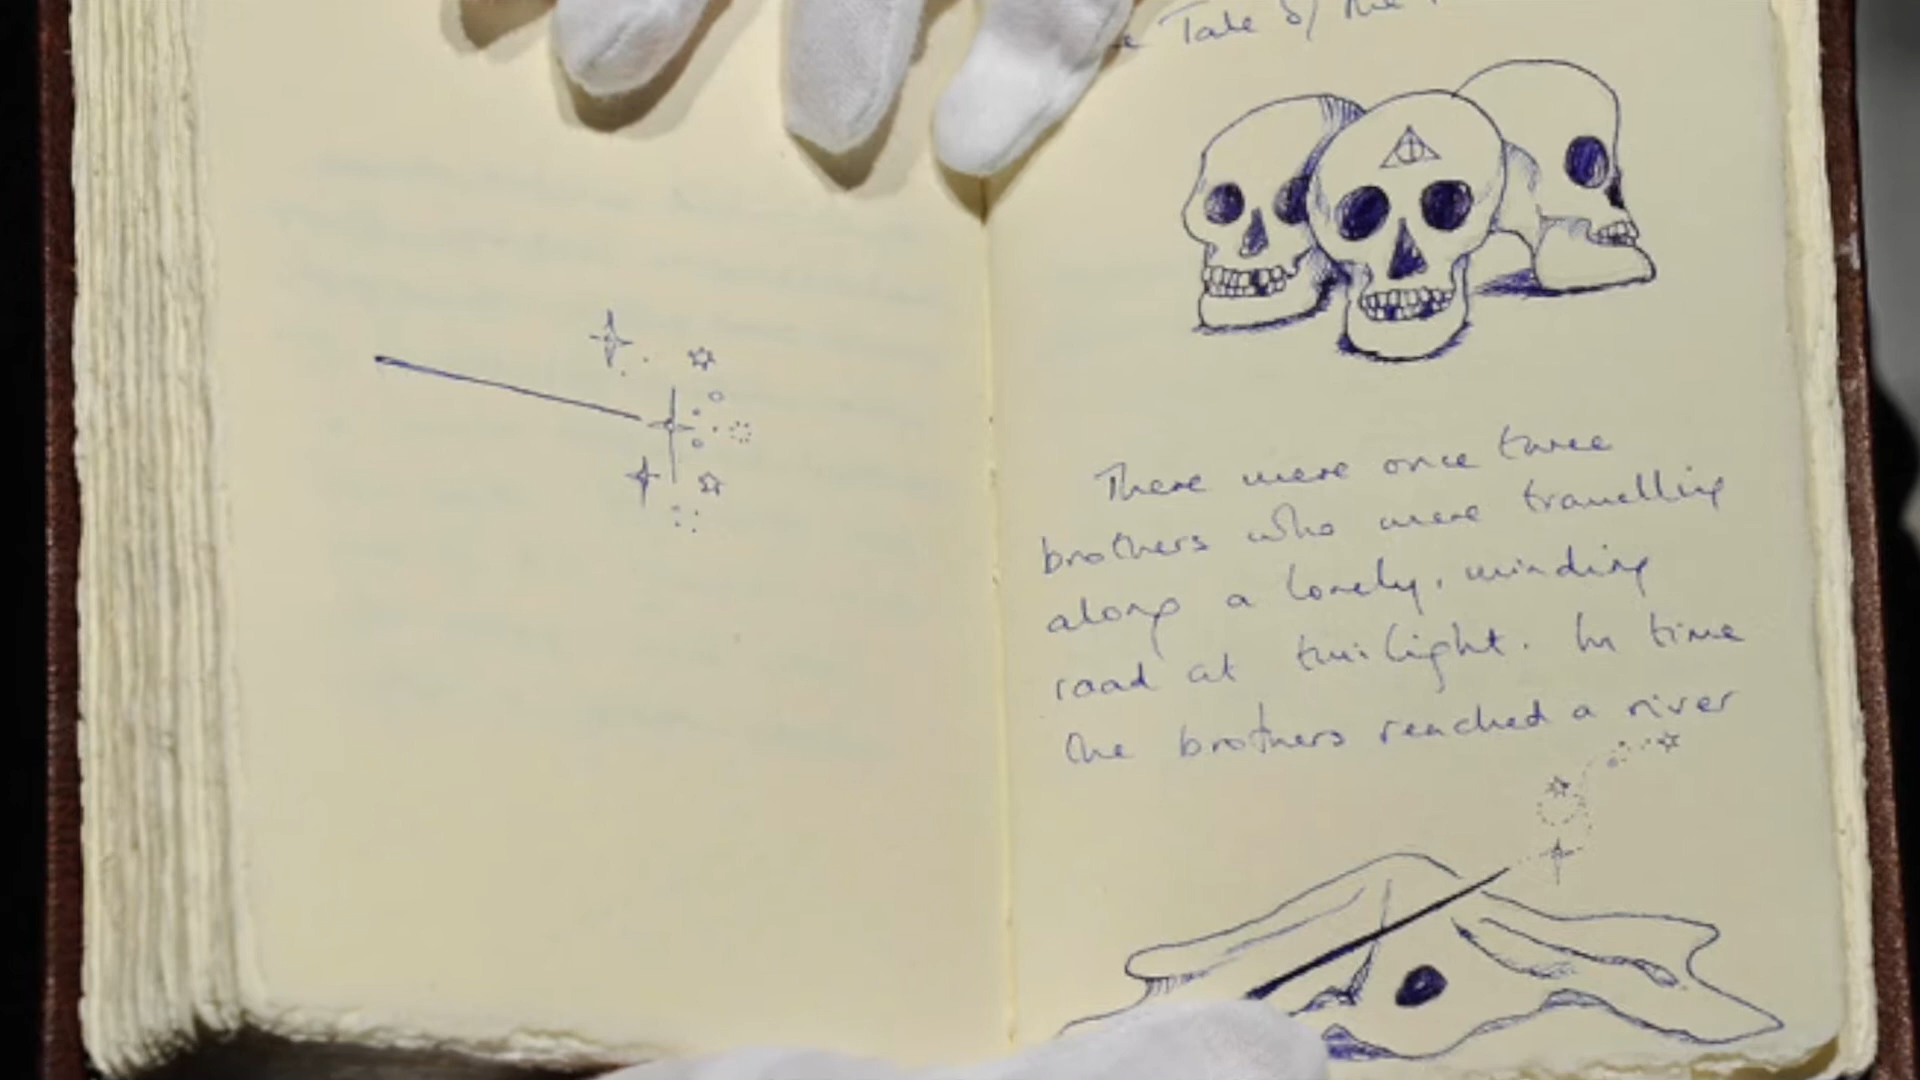 Tale of the
There were once three
brothers who were travelling
along a lonely, winding
road at twilight. In time
the brothers reached a river